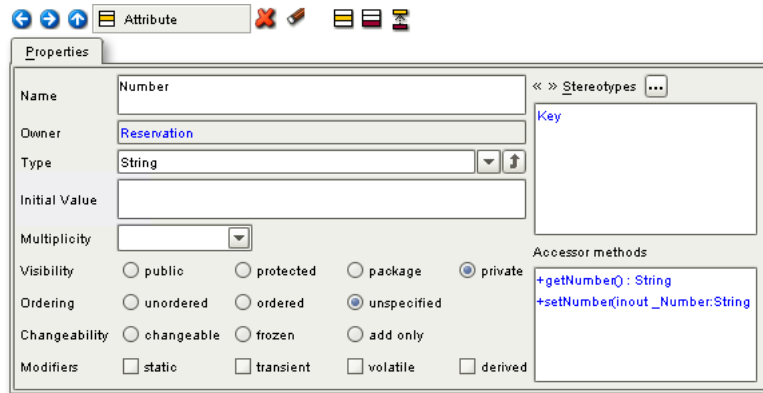 Attribute
Properties
Name Number
Owner Reservation
Type String
Initial Value
Multiplicity
Visibility public protected package private
Ordering unordered ordered unspecified
Changeability changeable frozen add only
Modifiers static transient volatile derived
« » Stereotypes ...
Key
Accessor methods
+getNumber() : String
+setNumber(inout _Number:String